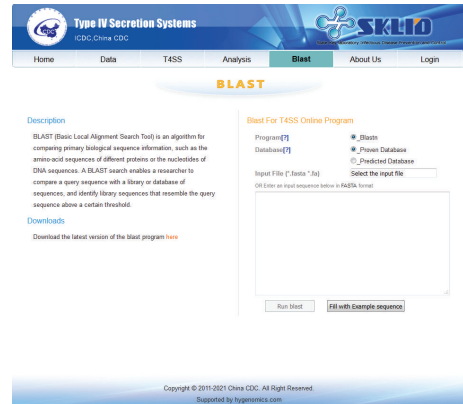 CDC
Type IV Secretion Systems
ICDC,China CDC
SKLID
Home Data T4SS Analysis Blast About Us Login
BLAST
Description
BLAST (Basic Local Alignment Search Tool) is an algorithm for
comparing primary biological sequence information, such as the
amino-acid sequences of different proteins or the nucleotides of
DNA sequences. A BLAST search enables a researcher to
compare a query sequence with a library or database of
sequences, and identify library sequences that resemble the query
sequence above a certain threshold.
Downloads
Download the latest version of the blast program here
Blast For T4SS Online Program
Program[?] _Blastn
Database[?] _Proven Database
_Predicted Database
Input File (*.fasta *.fa) Select the input file
OR Enter an input sequence below in FASTA format
Run blast Fill with Example sequence
Copyright © 2011-2021 China CDC. All Right Reserved.
Supported by hygenomics.com